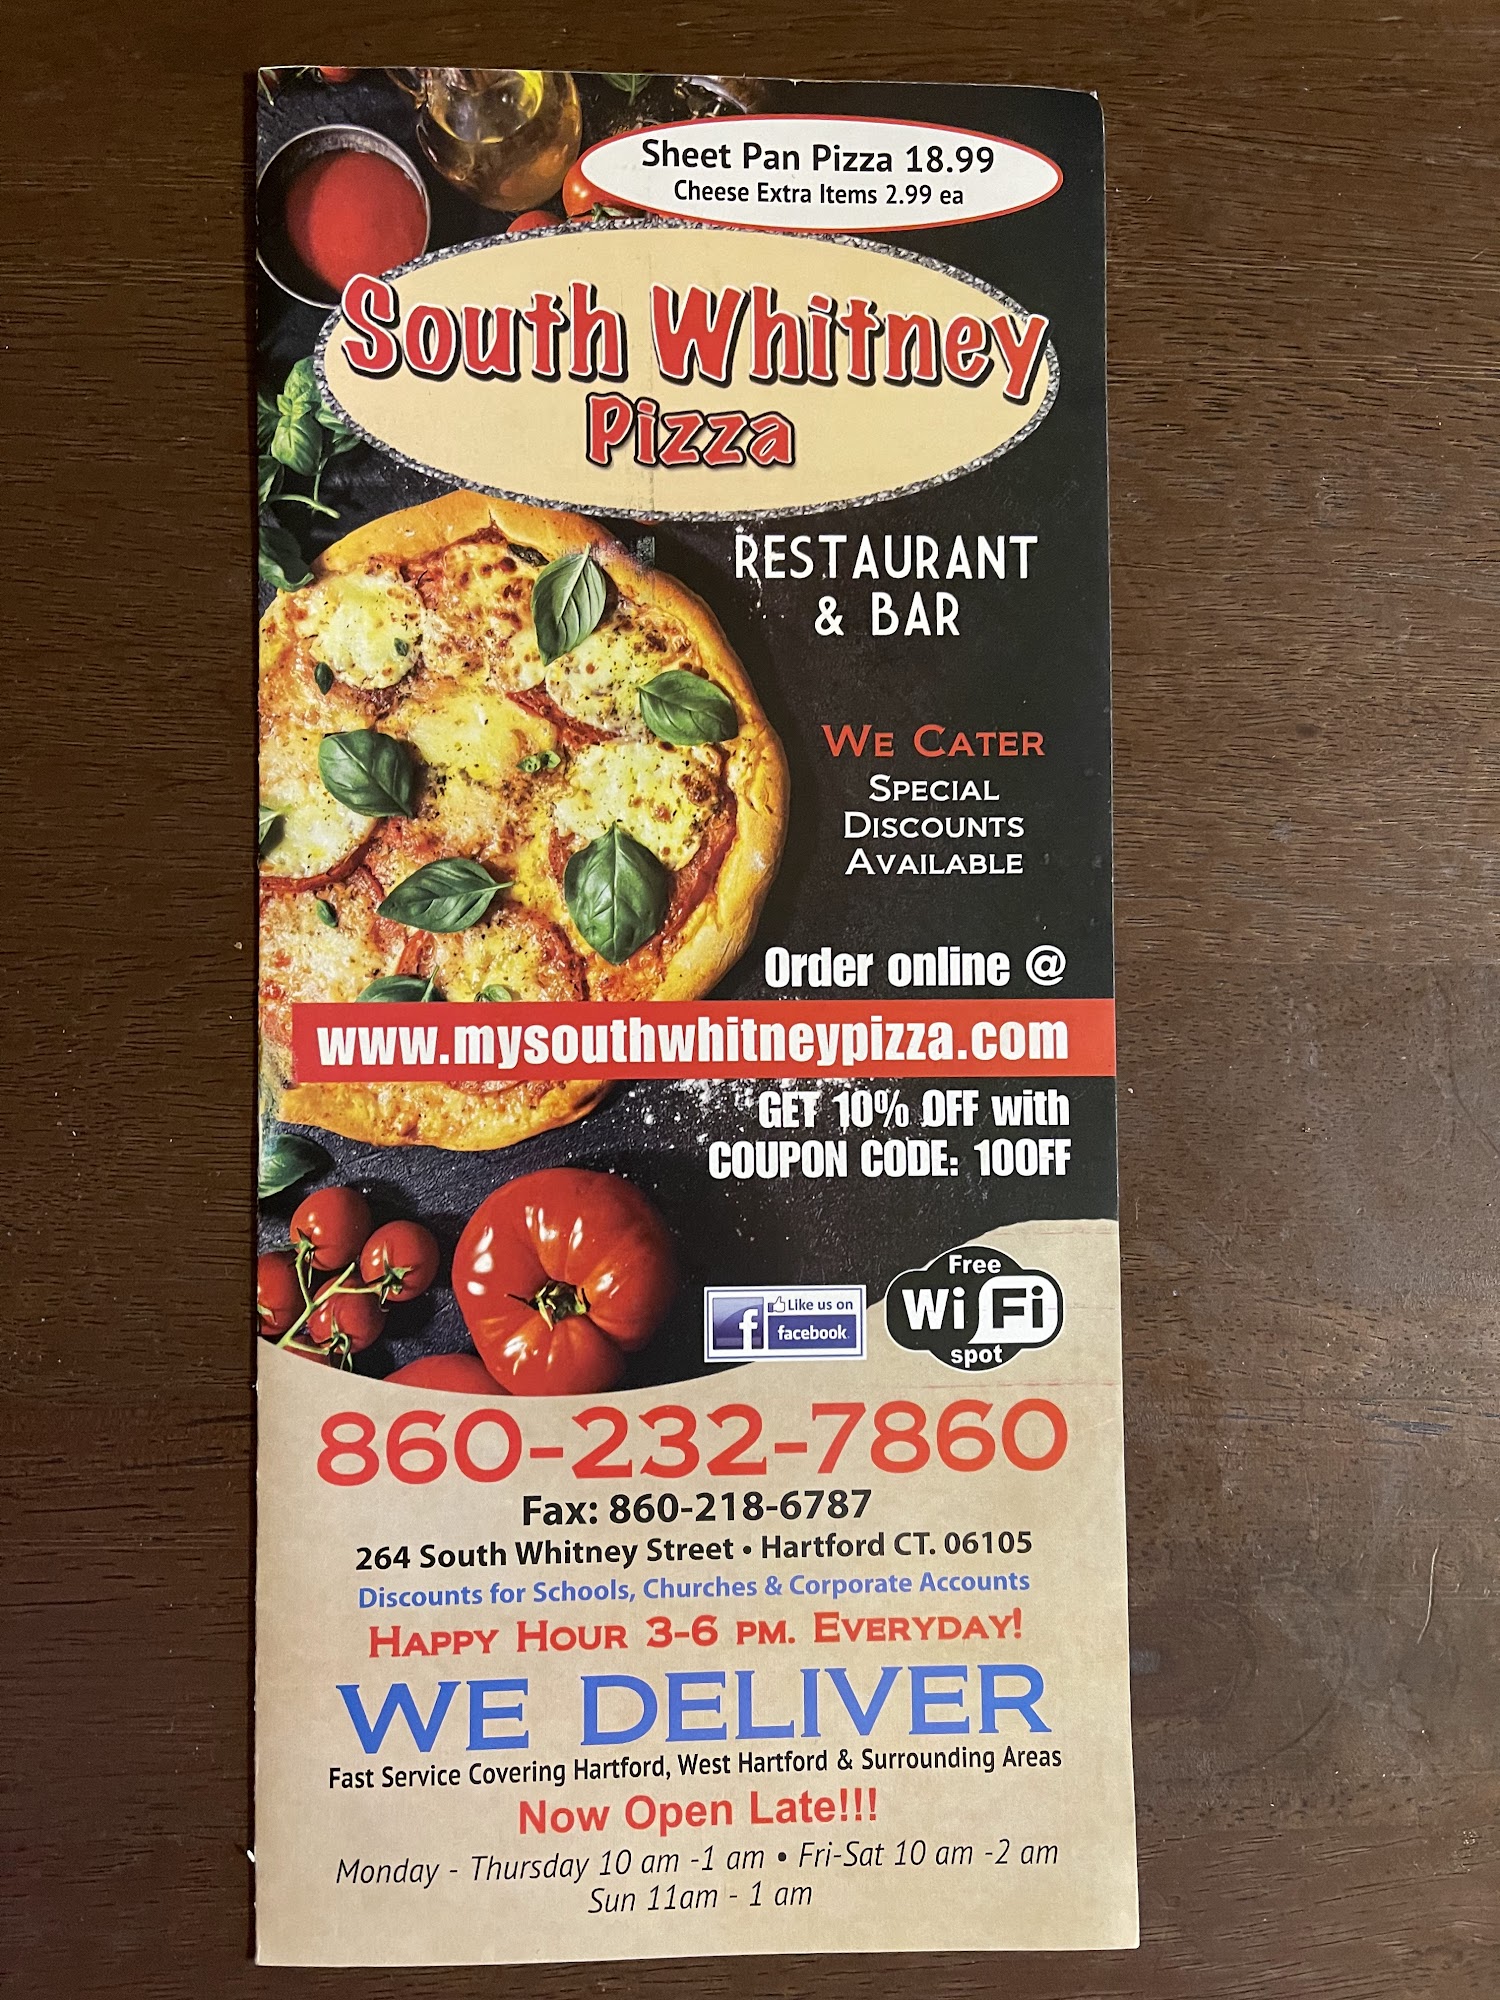 Sheet Pan Pizza 18.99
Cheese Extra Items 2.99 ea
South Whitney
Pizza
RESTAURANT
& BAR
WE CATER
SPECIAL
DISCOUNTS
AVAILABLE
Order online @
www.mysouthwhitneypizza.com
GET 10% OFF with
COUPON CODE: 10OFF
Like us on
facebook
Free
Wi Fi
spot
860-232-7860
Fax: 860-218-6787
264 South Whitney Street • Hartford CT. 06105
Discounts for Schools, Churches & Corporate Accounts
HAPPY HOUR 3-6 PM. EVERYDAY!
WE DELIVER
Fast Service Covering Hartford, West Hartford & Surrounding Areas
Now Open Late!!!
Monday - Thursday 10 am -1 am • Fri-Sat 10 am -2 am
Sun 11am - 1 am